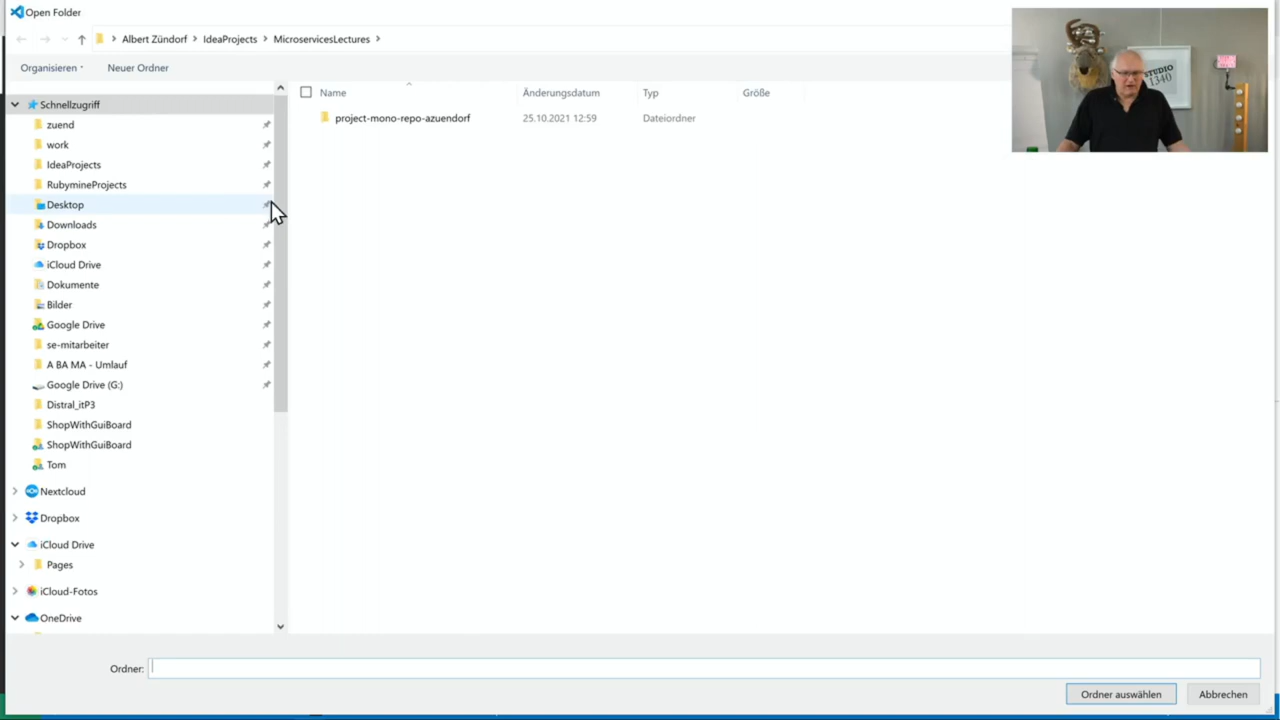 Open Folder
Albert Zündorf > IdeaProjects > MicroservicesLectures >
Organisieren Neuer Ordner
Name Änderungsdatum Typ Größe
project-mono-repo-azuendorf 25.10.2021 12:59 Dateiordner
Schnellzugriff
zuend
work
IdeaProjects
RubymineProjects
Desktop
Downloads
Dropbox
iCloud Drive
Dokumente
Bilder
Google Drive
se-mitarbeiter
A BA MA - Umlauf
Google Drive (G:)
Distral_itP3
ShopWithGuiBoard
ShopWithGuiBoard
Tom
Nextcloud
Dropbox
iCloud Drive
Pages
iCloud-Fotos
OneDrive
STUDIO
1340
Ordner:
Ordner auswählen Abbrechen